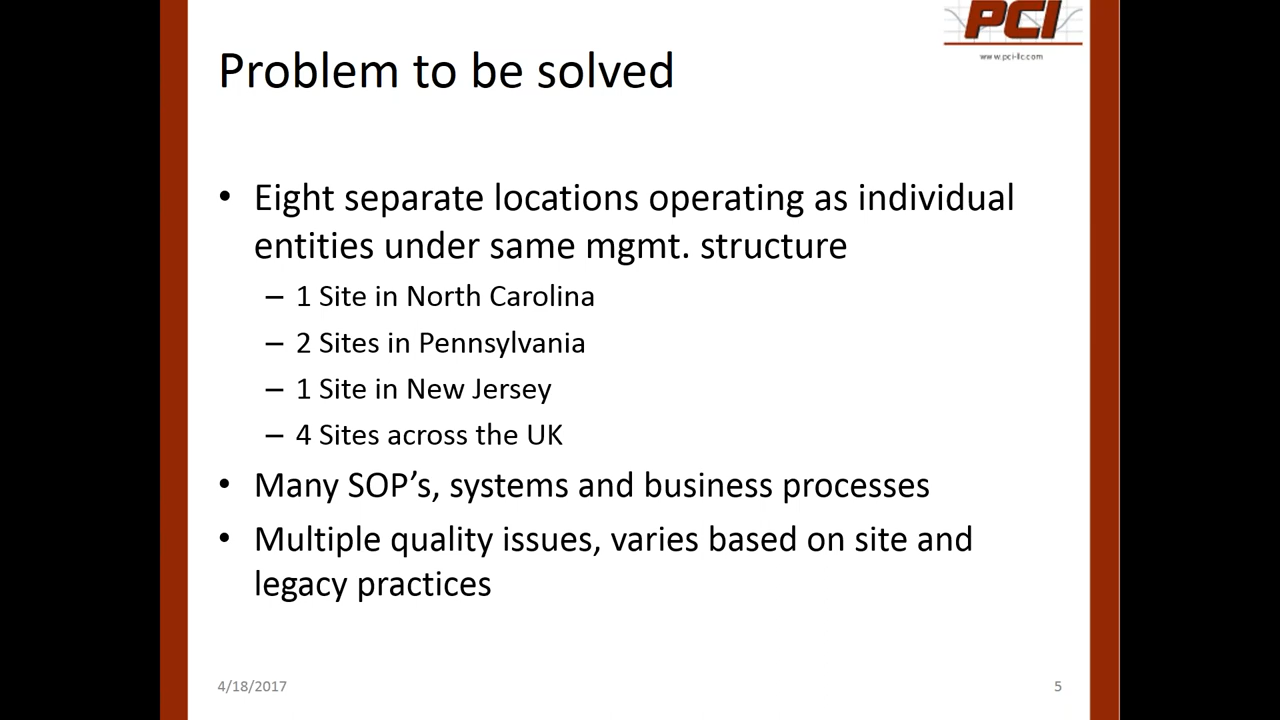 PCI
www.pci-llc.com
Problem to be solved
• Eight separate locations operating as individual
entities under same mgmt. structure
– 1 Site in North Carolina
– 2 Sites in Pennsylvania
– 1 Site in New Jersey
– 4 Sites across the UK
• Many SOP’s, systems and business processes
• Multiple quality issues, varies based on site and
legacy practices
4/18/2017
5